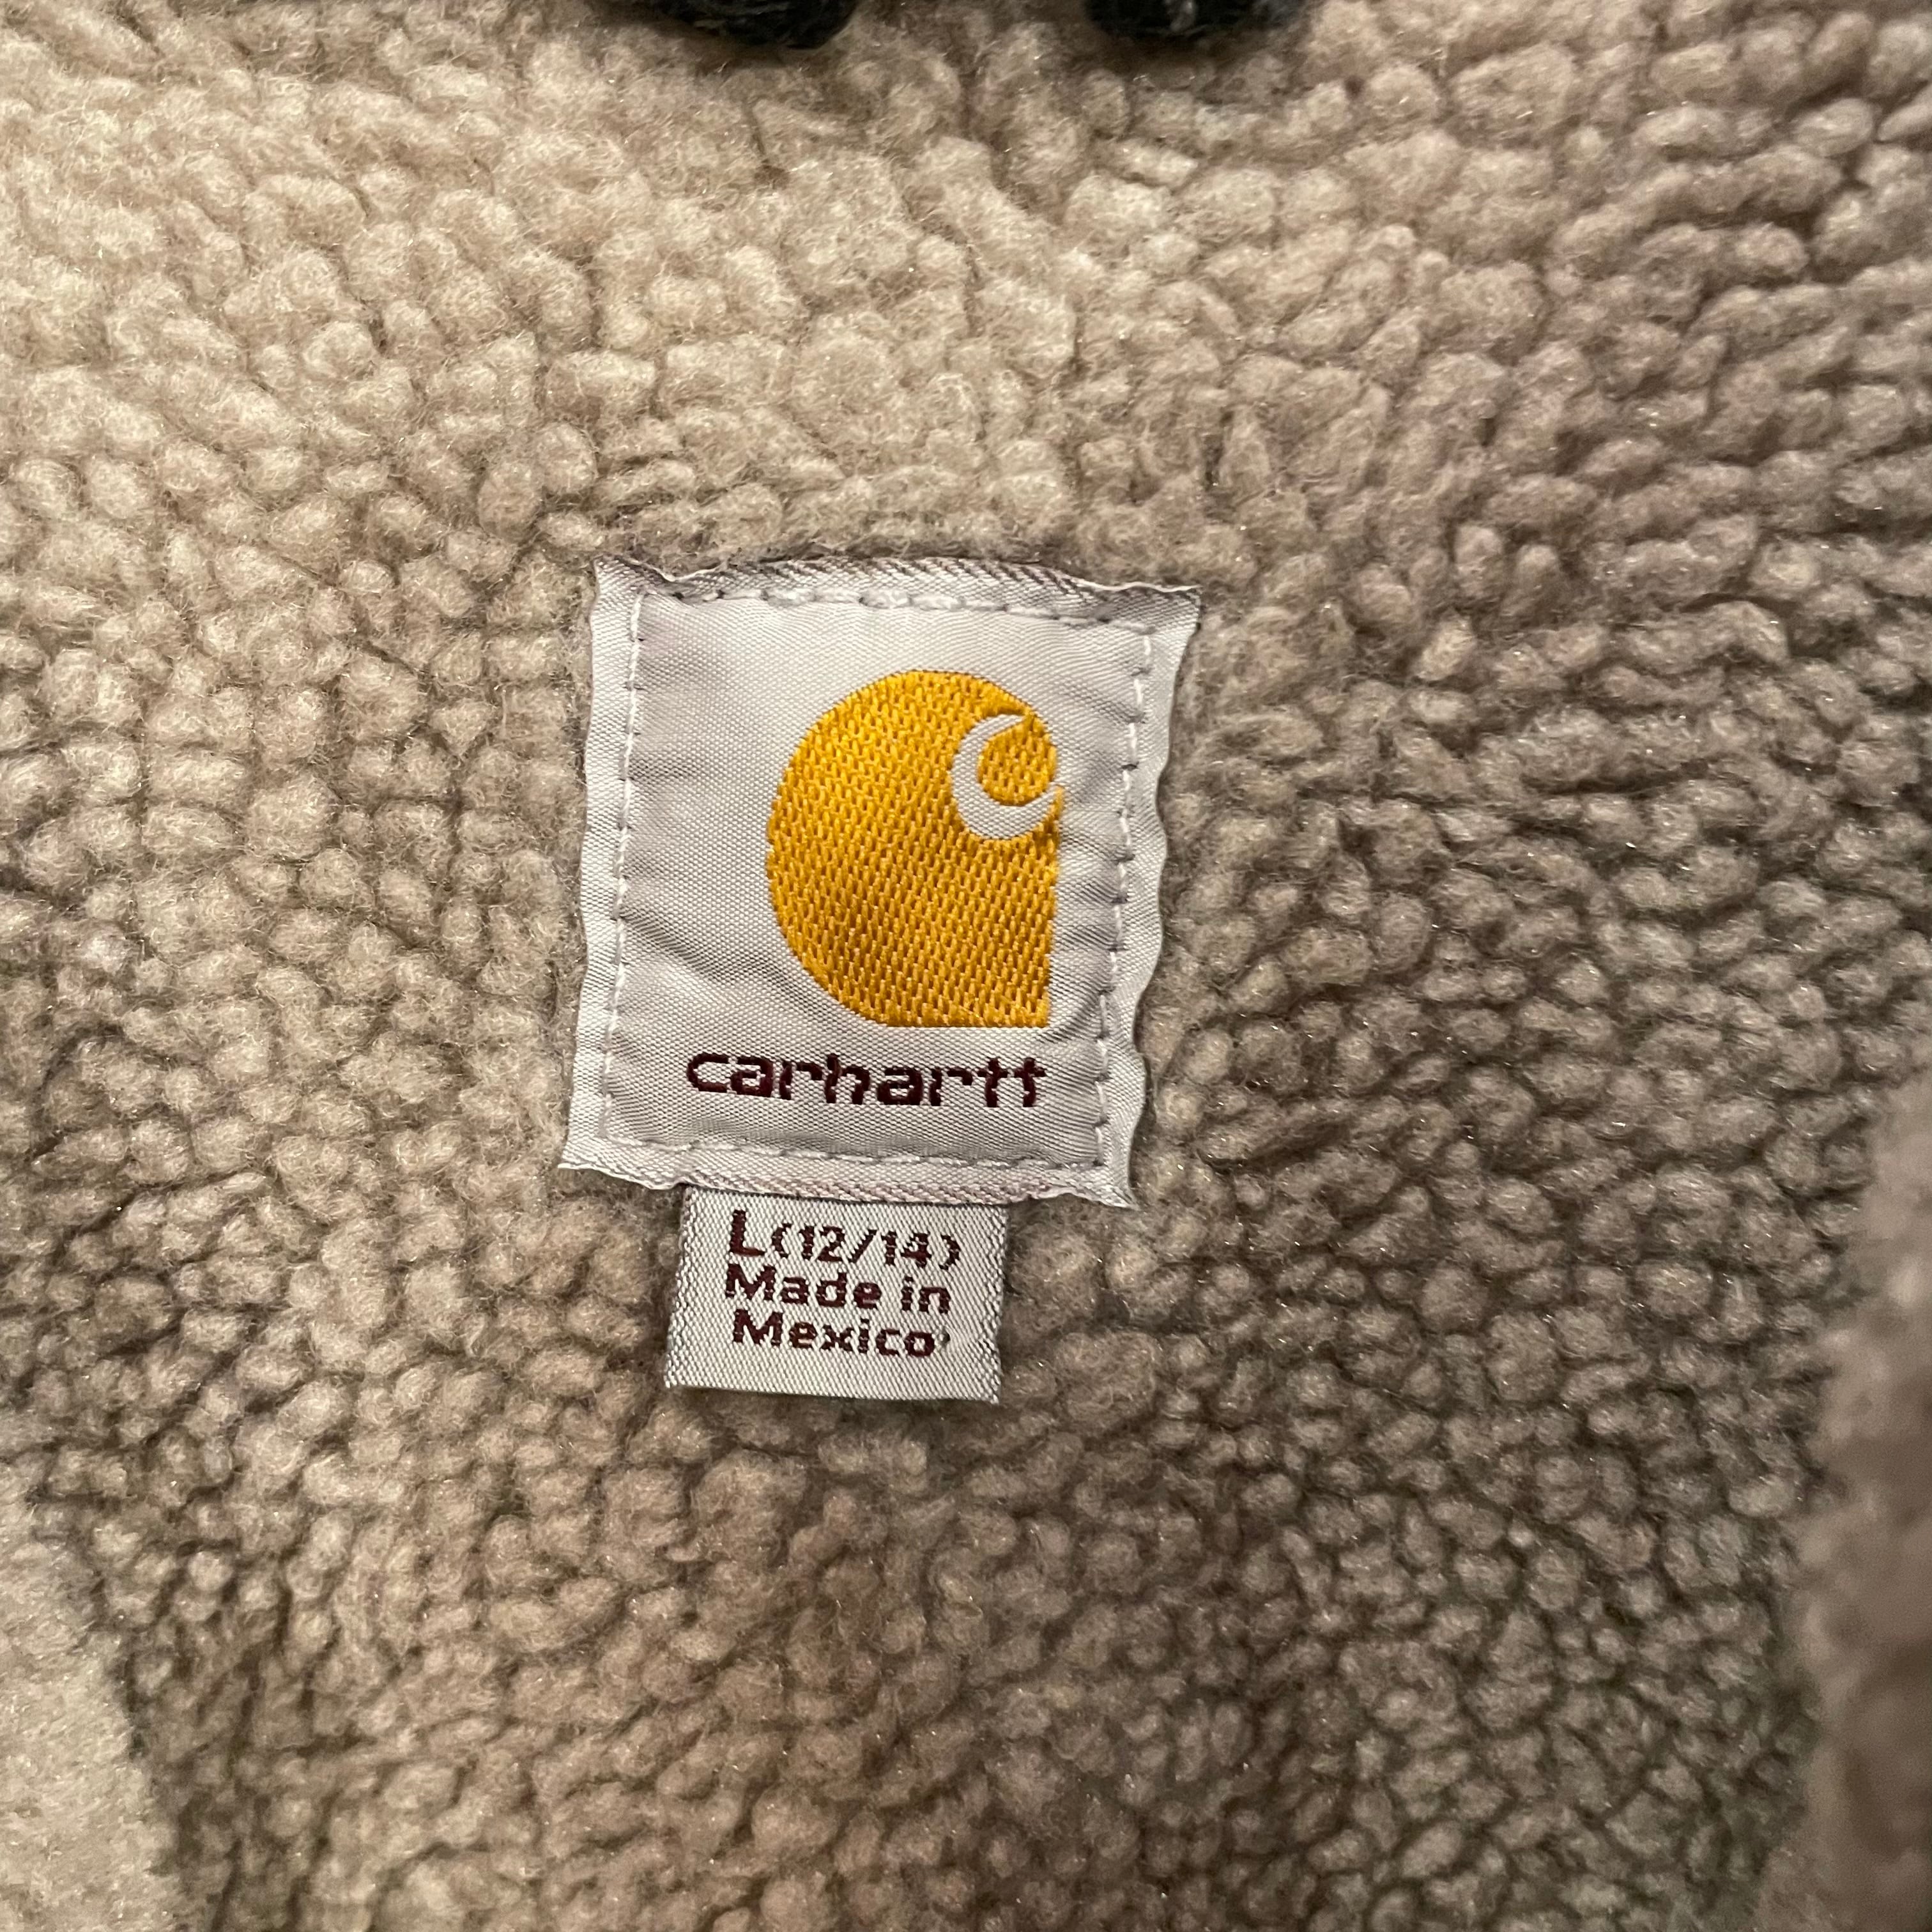 carhartt
L (12/14)
Made in
Mexico